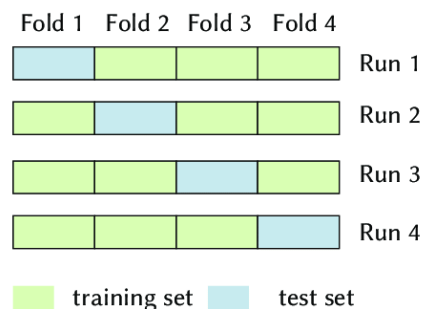 Fold 1 Fold 2 Fold 3 Fold 4
Run 1
Run 2
Run 3
Run 4
training set test set